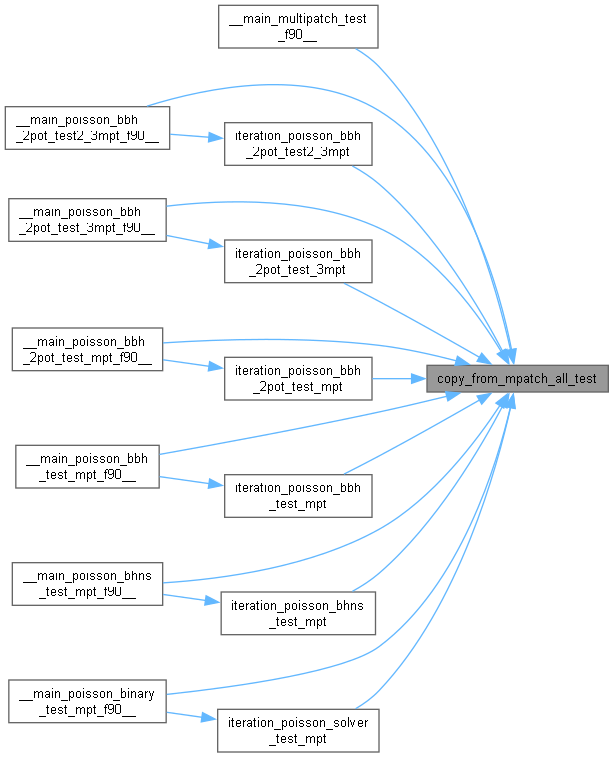 __main_multipatch_test
_f90__
__main_poisson_bbh
_2pot_test2_3mpt_f90__
iteration_poisson_bbh
_2pot_test2_3mpt
__main_poisson_bbh
_2pot_test_3mpt_f90__
iteration_poisson_bbh
_2pot_test_3mpt
__main_poisson_bbh
_2pot_test_mpt_f90__
iteration_poisson_bbh
_2pot_test_mpt
copy_from_mpatch_all_test
__main_poisson_bbh
_test_mpt_f90__
iteration_poisson_bbh
_test_mpt
__main_poisson_bhns
_test_mpt_f90__
iteration_poisson_bhns
_test_mpt
__main_poisson_binary
_test_mpt_f90__
iteration_poisson_solver
_test_mpt